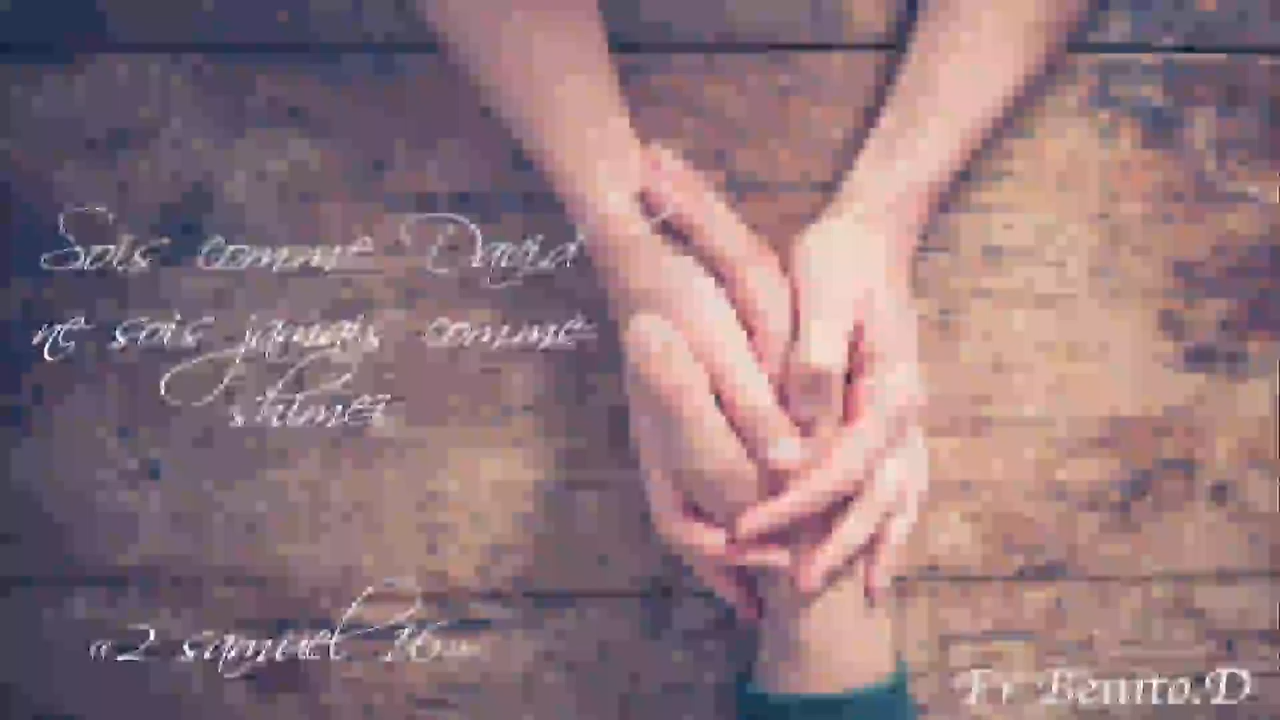 Sois comme David
ne sois jamais comme
shimei
«2 samuel 16»
Fr Benito.D